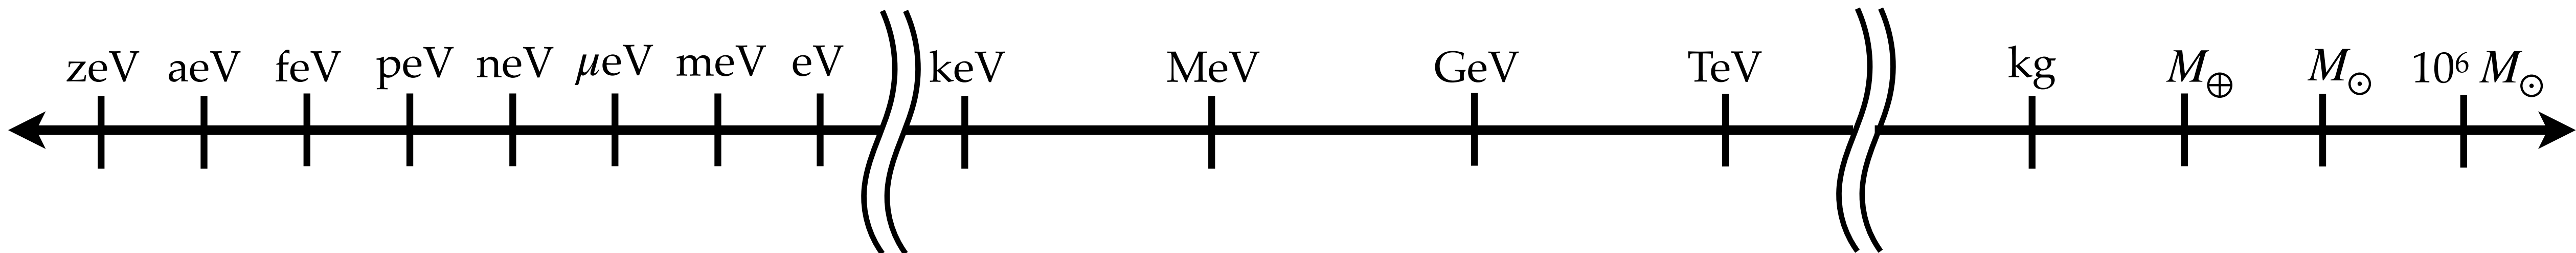 zeV aeV feV peV neV μeV meV eV keV MeV GeV TeV kg M⊕ M⊙ 10⁶ M⊙